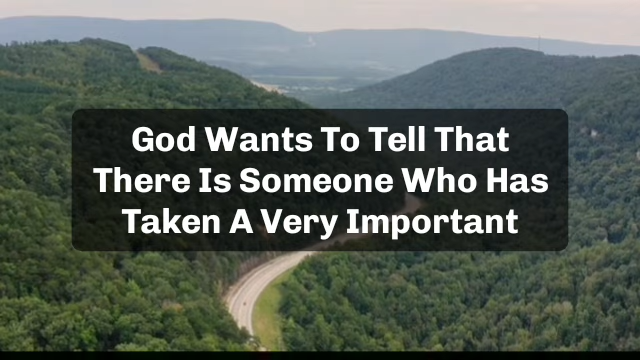 God Wants To Tell That
There Is Someone Who Has
Taken A Very Important